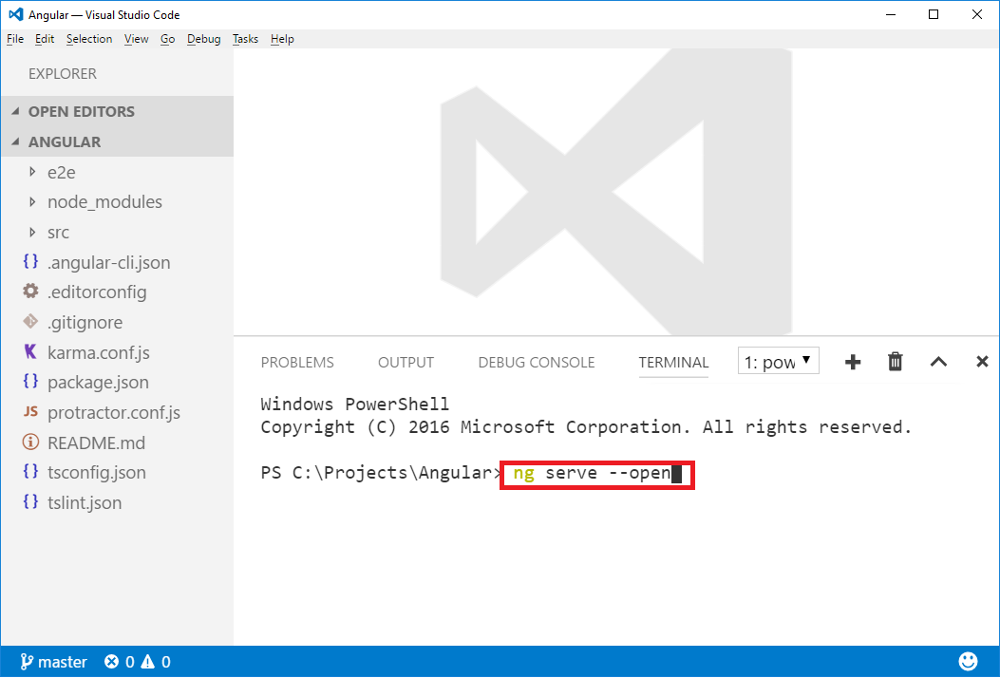 Angular — Visual Studio Code
File Edit Selection View Go Debug Tasks Help
EXPLORER
OPEN EDITORS
ANGULAR
e2e
node_modules
src
{} .angular-cli.json
.editorconfig
.gitignore
K karma.conf.js
{} package.json
JS protractor.conf.js
README.md
{} tsconfig.json
{} tslint.json
PROBLEMS OUTPUT DEBUG CONSOLE TERMINAL 1: pow
Windows PowerShell
Copyright (C) 2016 Microsoft Corporation. All rights reserved.
PS C:\Projects\Angular> ng serve --open
master 0 0